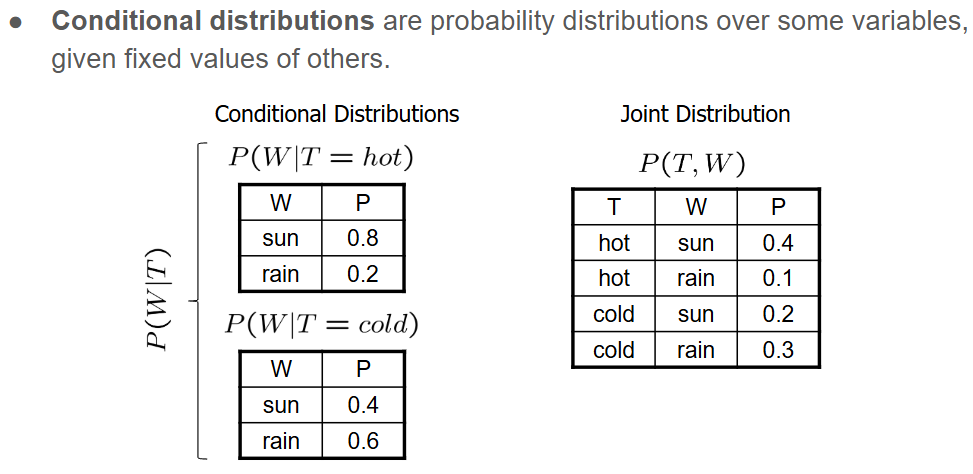 ● Conditional distributions are probability distributions over some variables,
given fixed values of others.
Conditional Distributions
P(W|T)
P(W|T = hot)
W P
sun 0.8
rain 0.2
P(W|T = cold)
W P
sun 0.4
rain 0.6
Joint Distribution
P(T, W)
T W P
hot sun 0.4
hot rain 0.1
cold sun 0.2
cold rain 0.3